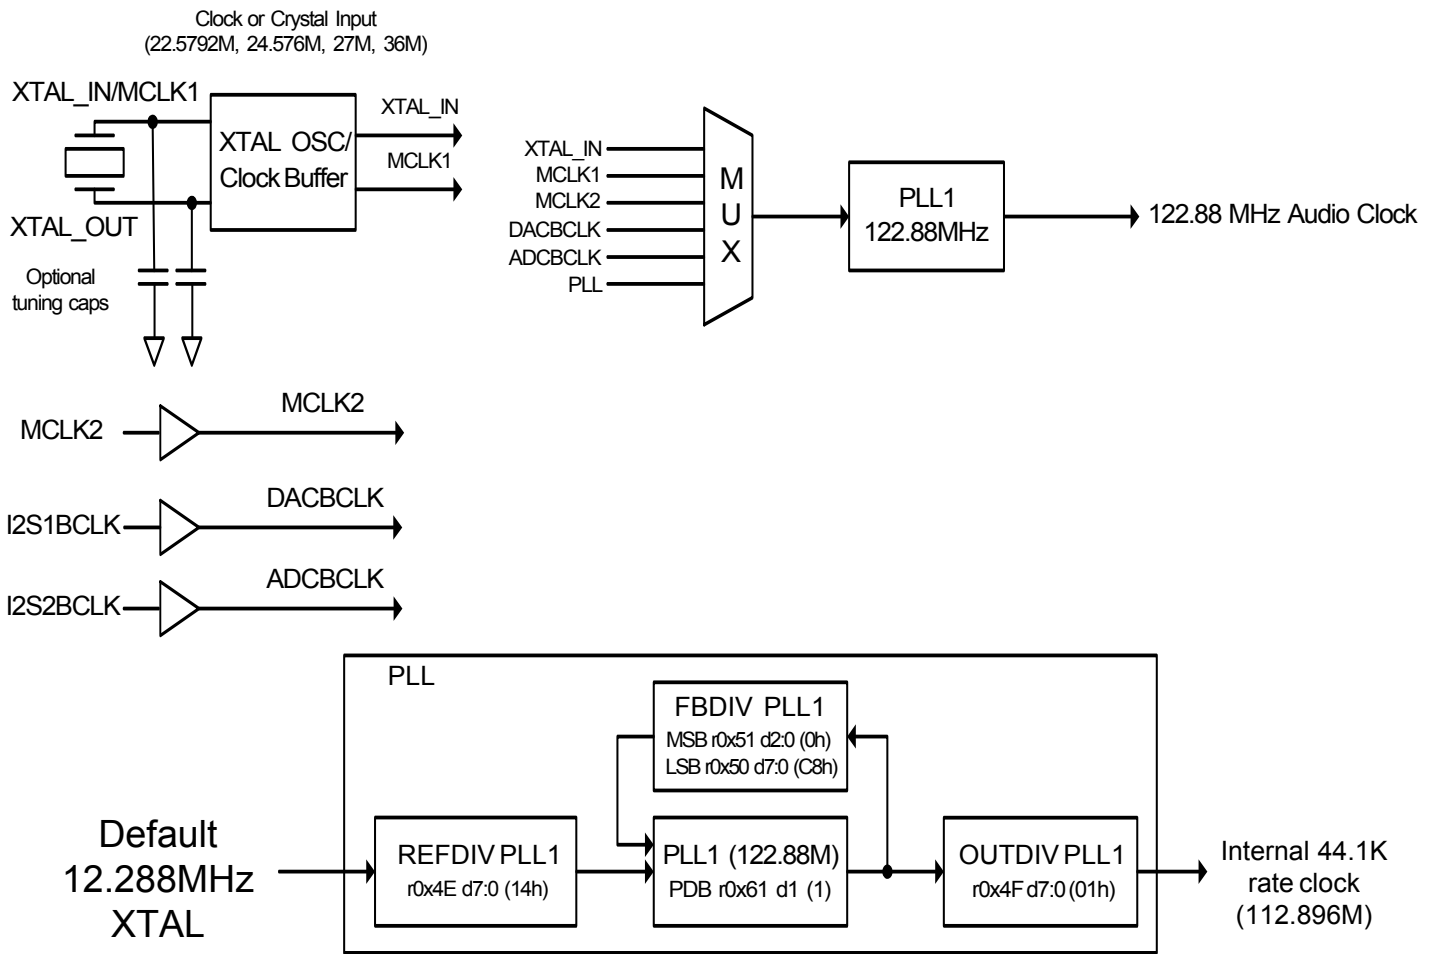 Clock or Crystal Input
(22.5792M, 24.576M, 27M, 36M)
XTAL_IN/MCLK1
XTAL OSC/
Clock Buffer
XTAL_IN
MCLK1
XTAL_OUT
Optional
tuning caps
XTAL_IN
MCLK1
MCLK2
DACBCLK
ADCBCLK
PLL
M
U
X
PLL1
122.88MHz
122.88 MHz Audio Clock
MCLK2
MCLK2
I2S1BCLK
DACBCLK
I2S2BCLK
ADCBCLK
PLL
FBDIV PLL1
MSB r0x51 d2:0 (0h)
LSB r0x50 d7:0 (C8h)
Default
12.288MHz
XTAL
REFDIV PLL1
r0x4E d7:0 (14h)
PLL1 (122.88M)
PDB r0x61 d1 (1)
OUTDIV PLL1
r0x4F d7:0 (01h)
Internal 44.1K
rate clock
(112.896M)